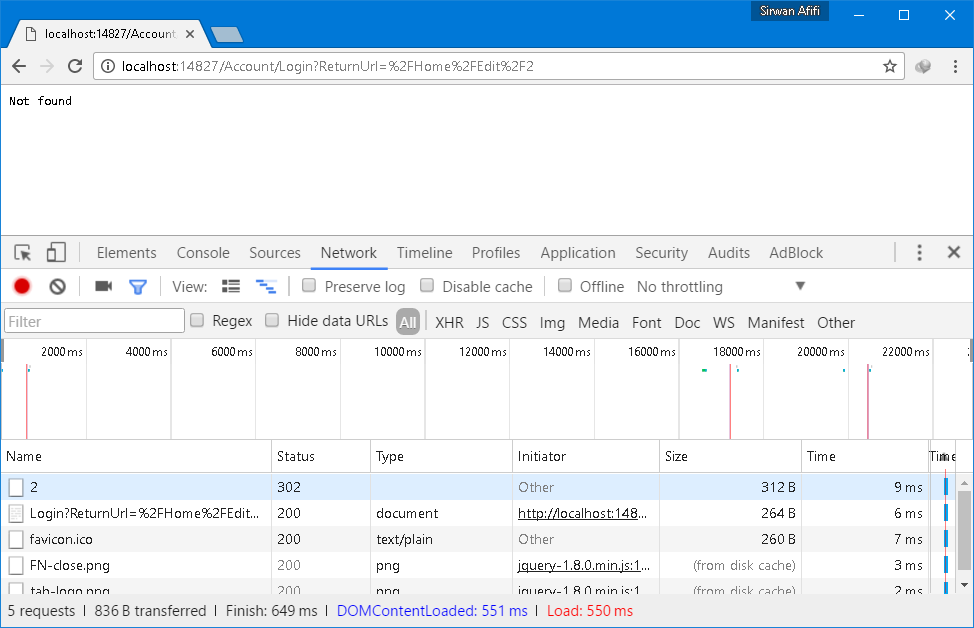 Sirwan Afifi
localhost:14827/Account
localhost:14827/Account/Login?ReturnUrl=%2FHome%2FEdit%2F2
Not found
Elements Console Sources Network Timeline Profiles Application Security Audits AdBlock
View: Preserve log Disable cache Offline No throttling
Filter Regex Hide data URLs All XHR JS CSS Img Media Font Doc WS Manifest Other
2000 ms 4000 ms 6000 ms 8000 ms 10000 ms 12000 ms 14000 ms 16000 ms 18000 ms 20000 ms 22000 ms
Name Status Type Initiator Size Time Time
2 302 Other 312 B 9 ms
Login?ReturnUrl=%2FHome%2FEdit... 200 document http://localhost:148... 264 B 6 ms
favicon.ico 200 text/plain Other 260 B 7 ms
FN-close.png 200 png jquery-1.8.0.min.js:1... (from disk cache) 3 ms
tab-logo.png 200 png jquery-1.8.0.min.js:1... (from disk cache) 2 ms
5 requests | 836 B transferred | Finish: 649 ms | DOMContentLoaded: 551 ms | Load: 550 ms